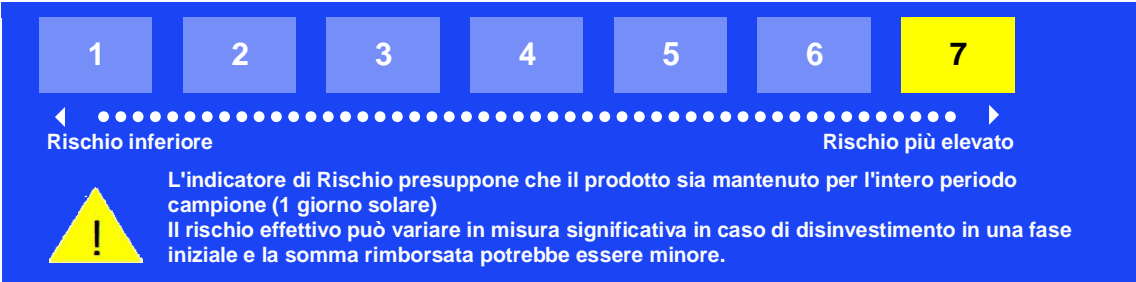 1 2 3 4 5 6 7
Rischio inferiore Rischio più elevato
L'indicatore di Rischio presuppone che il prodotto sia mantenuto per l'intero periodo
campione (1 giorno solare)
Il rischio effettivo può variare in misura significativa in caso di disinvestimento in una fase
iniziale e la somma rimborsata potrebbe essere minore.
!